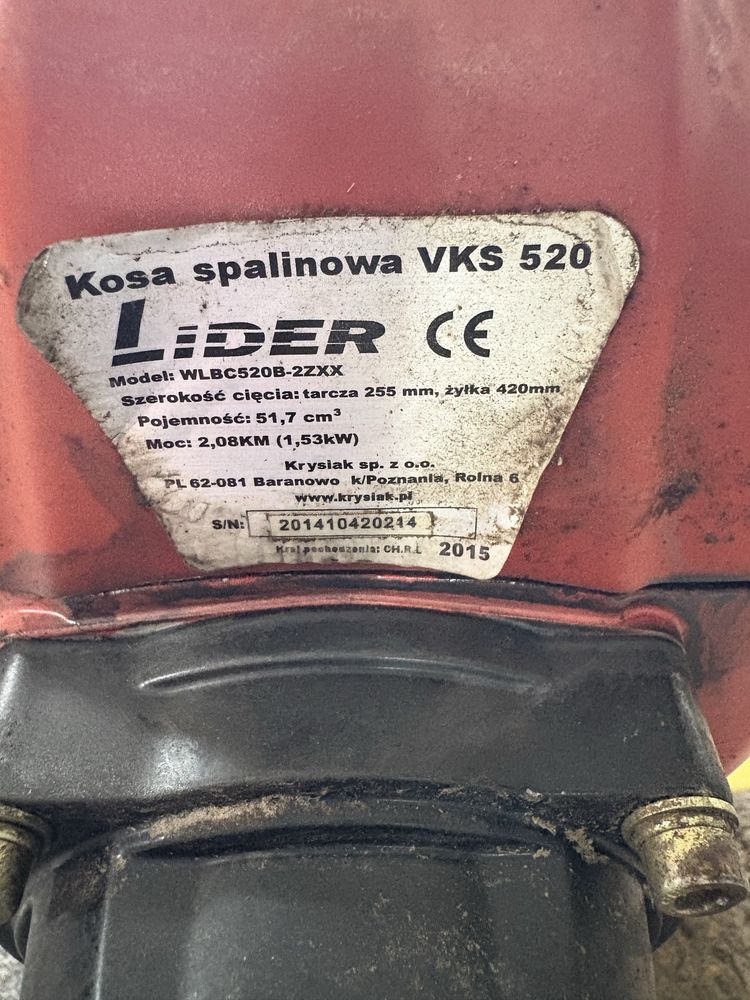 Kosa spalinowa VKS 520
LiDER CE
Model: WLBC520B-2ZXX
Szerokość cięcia: tarcza 255 mm, żyłka 420mm
Pojemność: 51,7 cm³
Moc: 2,08KM (1,53kW)
Krysiak sp. z o.o.
PL 62-081 Baranowo k/Poznania, Rolna 6
www.krysiak.pl
S/N: 201410420214
Kraj pochodzenia: CH.R.L 2015